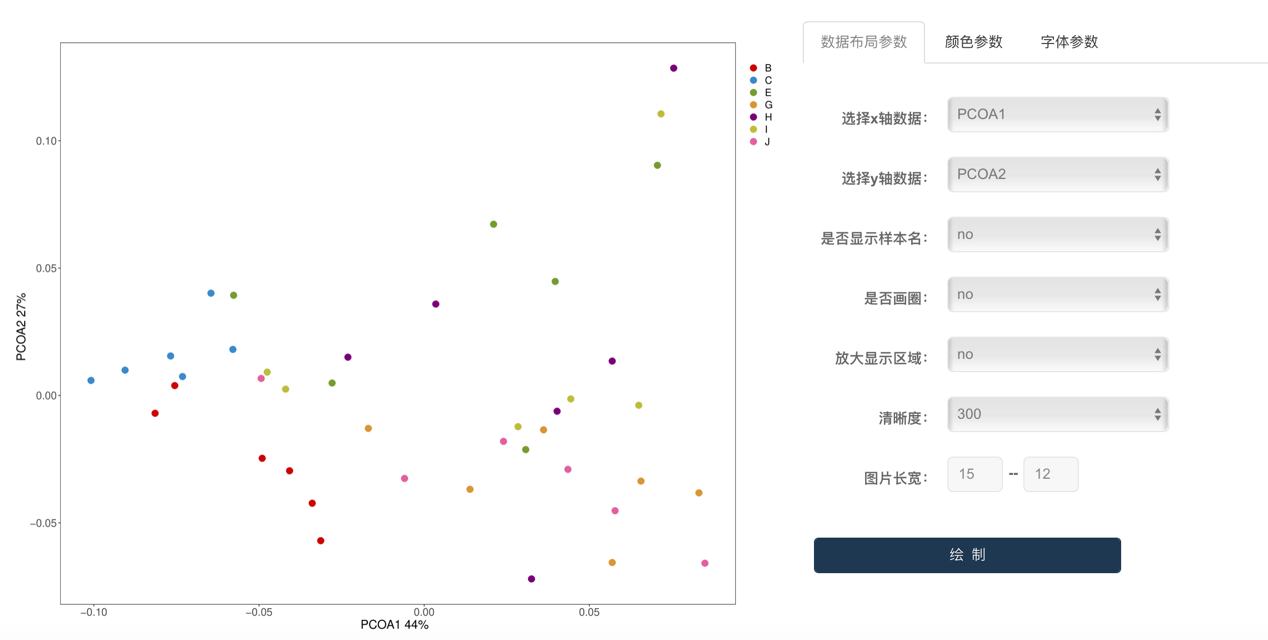 B
C
E
G
H
I
J
0.10
0.05
0.00
−0.05
PCOA2 27%
−0.10
−0.05
0.00
0.05
PCOA1 44%
数据布局参数 颜色参数 字体参数
选择x轴数据： PCOA1
选择y轴数据： PCOA2
是否显示样本名： no
是否画圈： no
放大显示区域： no
清晰度： 300
图片长宽： 15 -- 12
绘 制